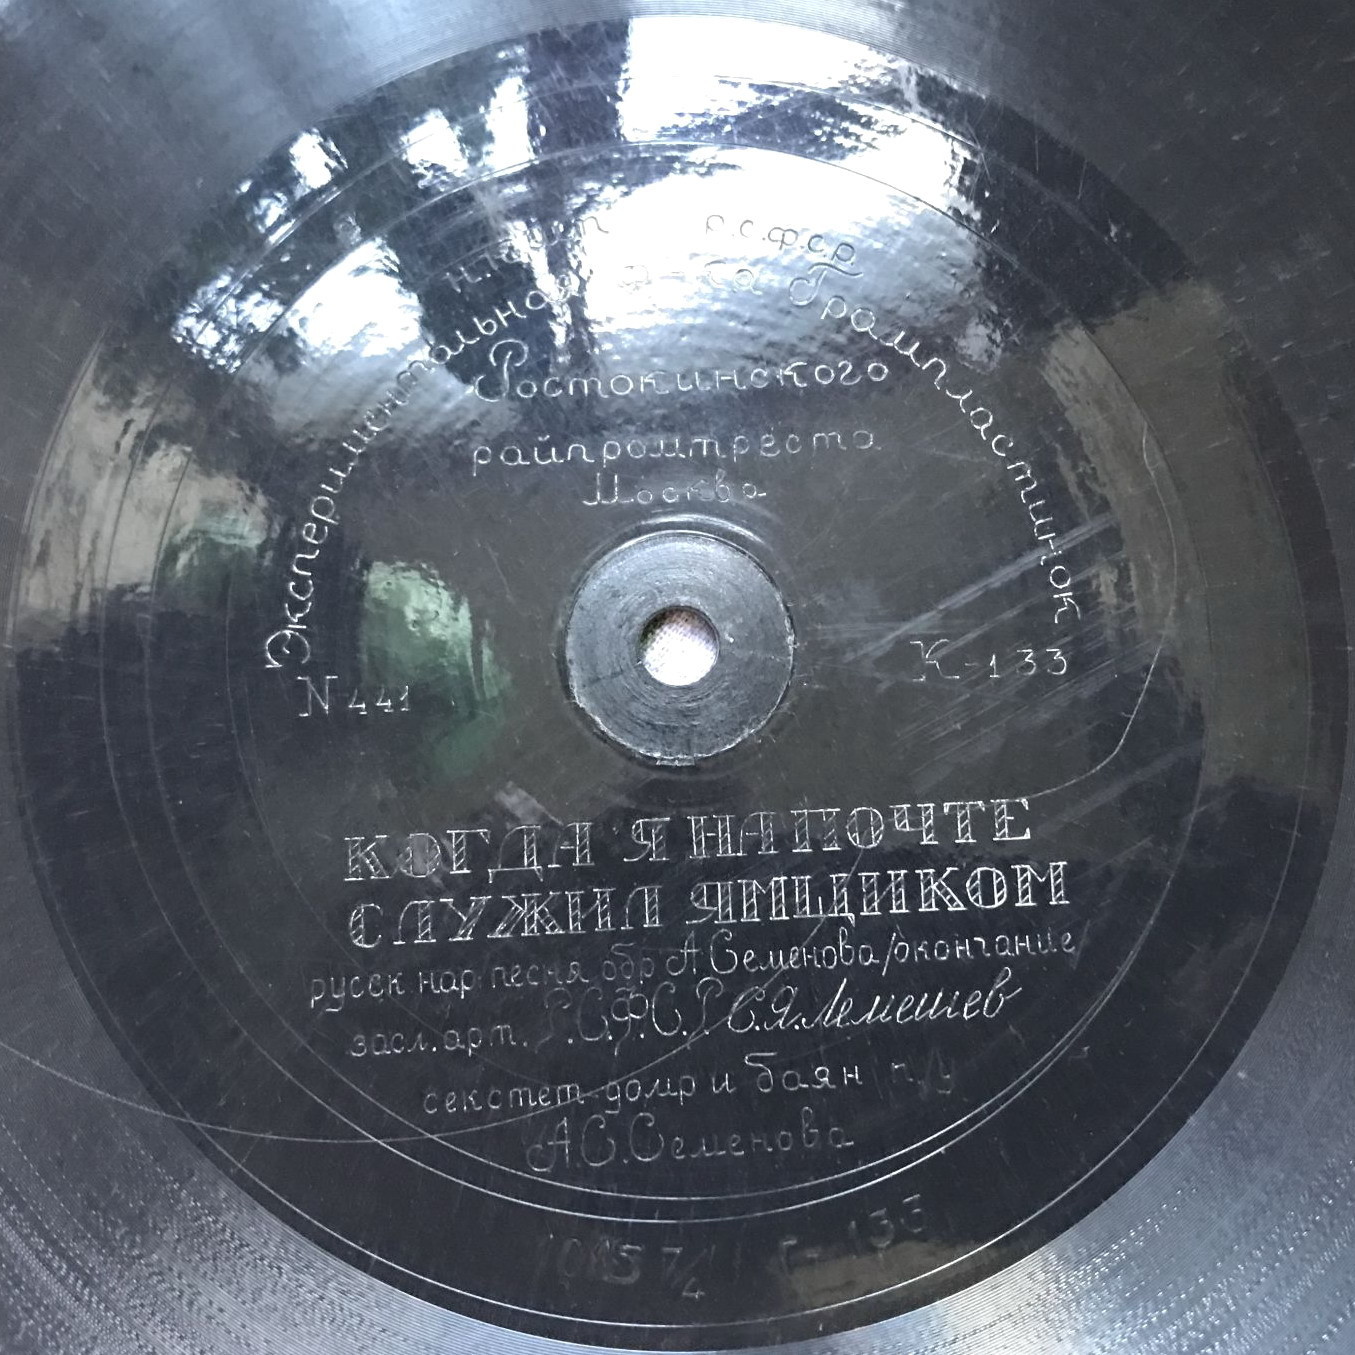 Р.С.Ф.С.Р
Экспериментальная ф-ка Грампластинок
Ростокинского
райпромтреста
Москва
N 441
К-133
КОГДА Я НА ПОЧТЕ
СЛУЖИЛ ЯМЩИКОМ
русск нар песня обр А Семенова /окончание/
засл. арт. Р.С.Ф.С.Р. С.Я. Лемешев
секстет домр и баян п/у
А.С. Семенова
Г-133